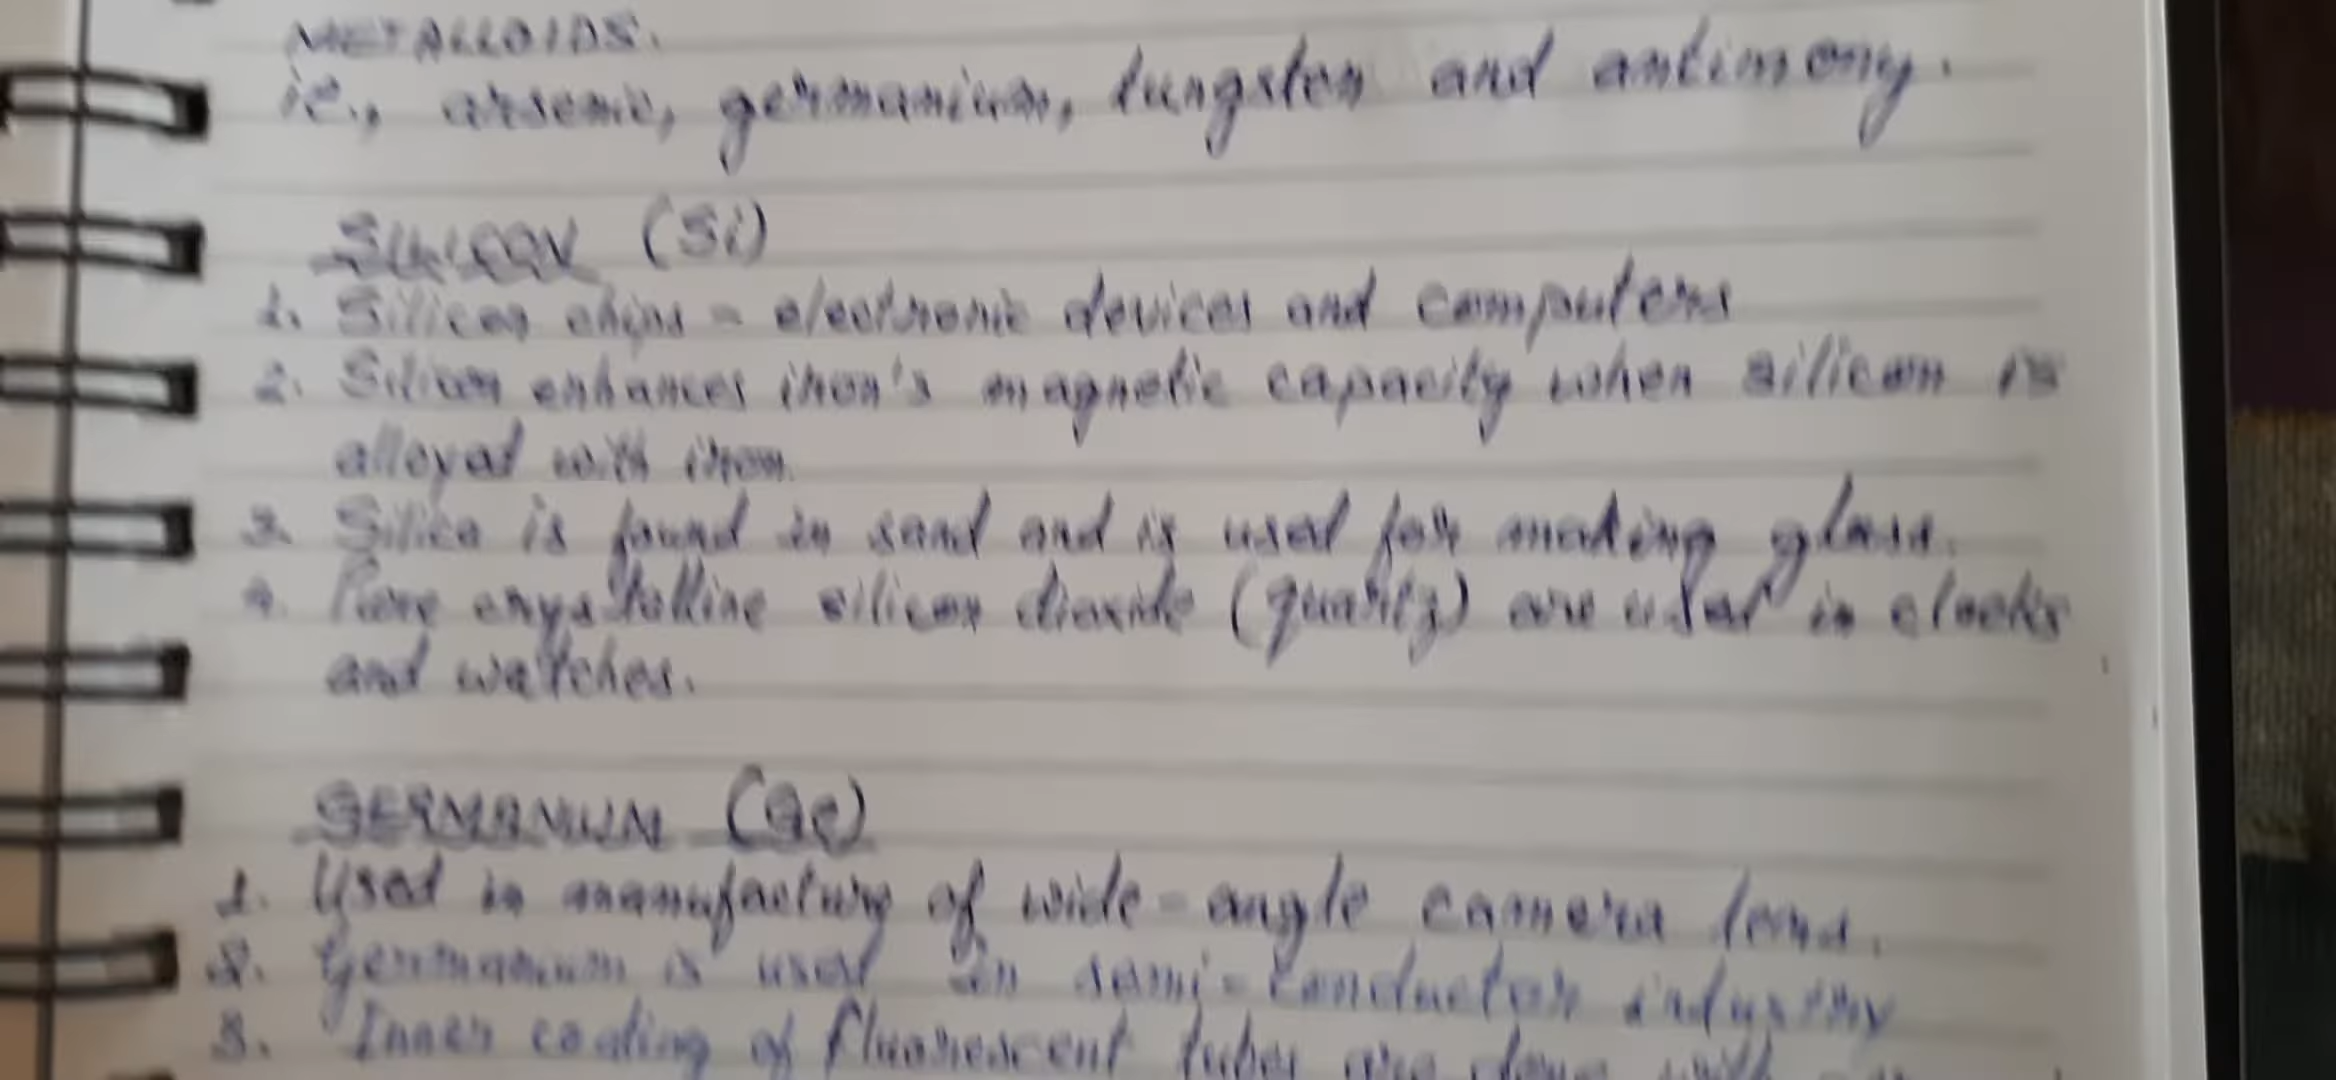 METALLOIDS.
ie., arsenic, germanium, tungsten and antimony.
SILICON (Si)
1. Silicon chips - electronic devices and computers
2. Silicon enhances iron's magnetic capacity when silicon is
alloyed with iron.
3. Silica is found in sand and is used for making glass.
4. Pure crystalline silicon dioxide (quartz) are used in clocks
and watches.
GERMANIUM (Ge)
1. Used in manufacturing of wide-angle camera lens.
2. Germanium is used in semi-conductor industry
3. Inner coating of fluorescent tubes are done with